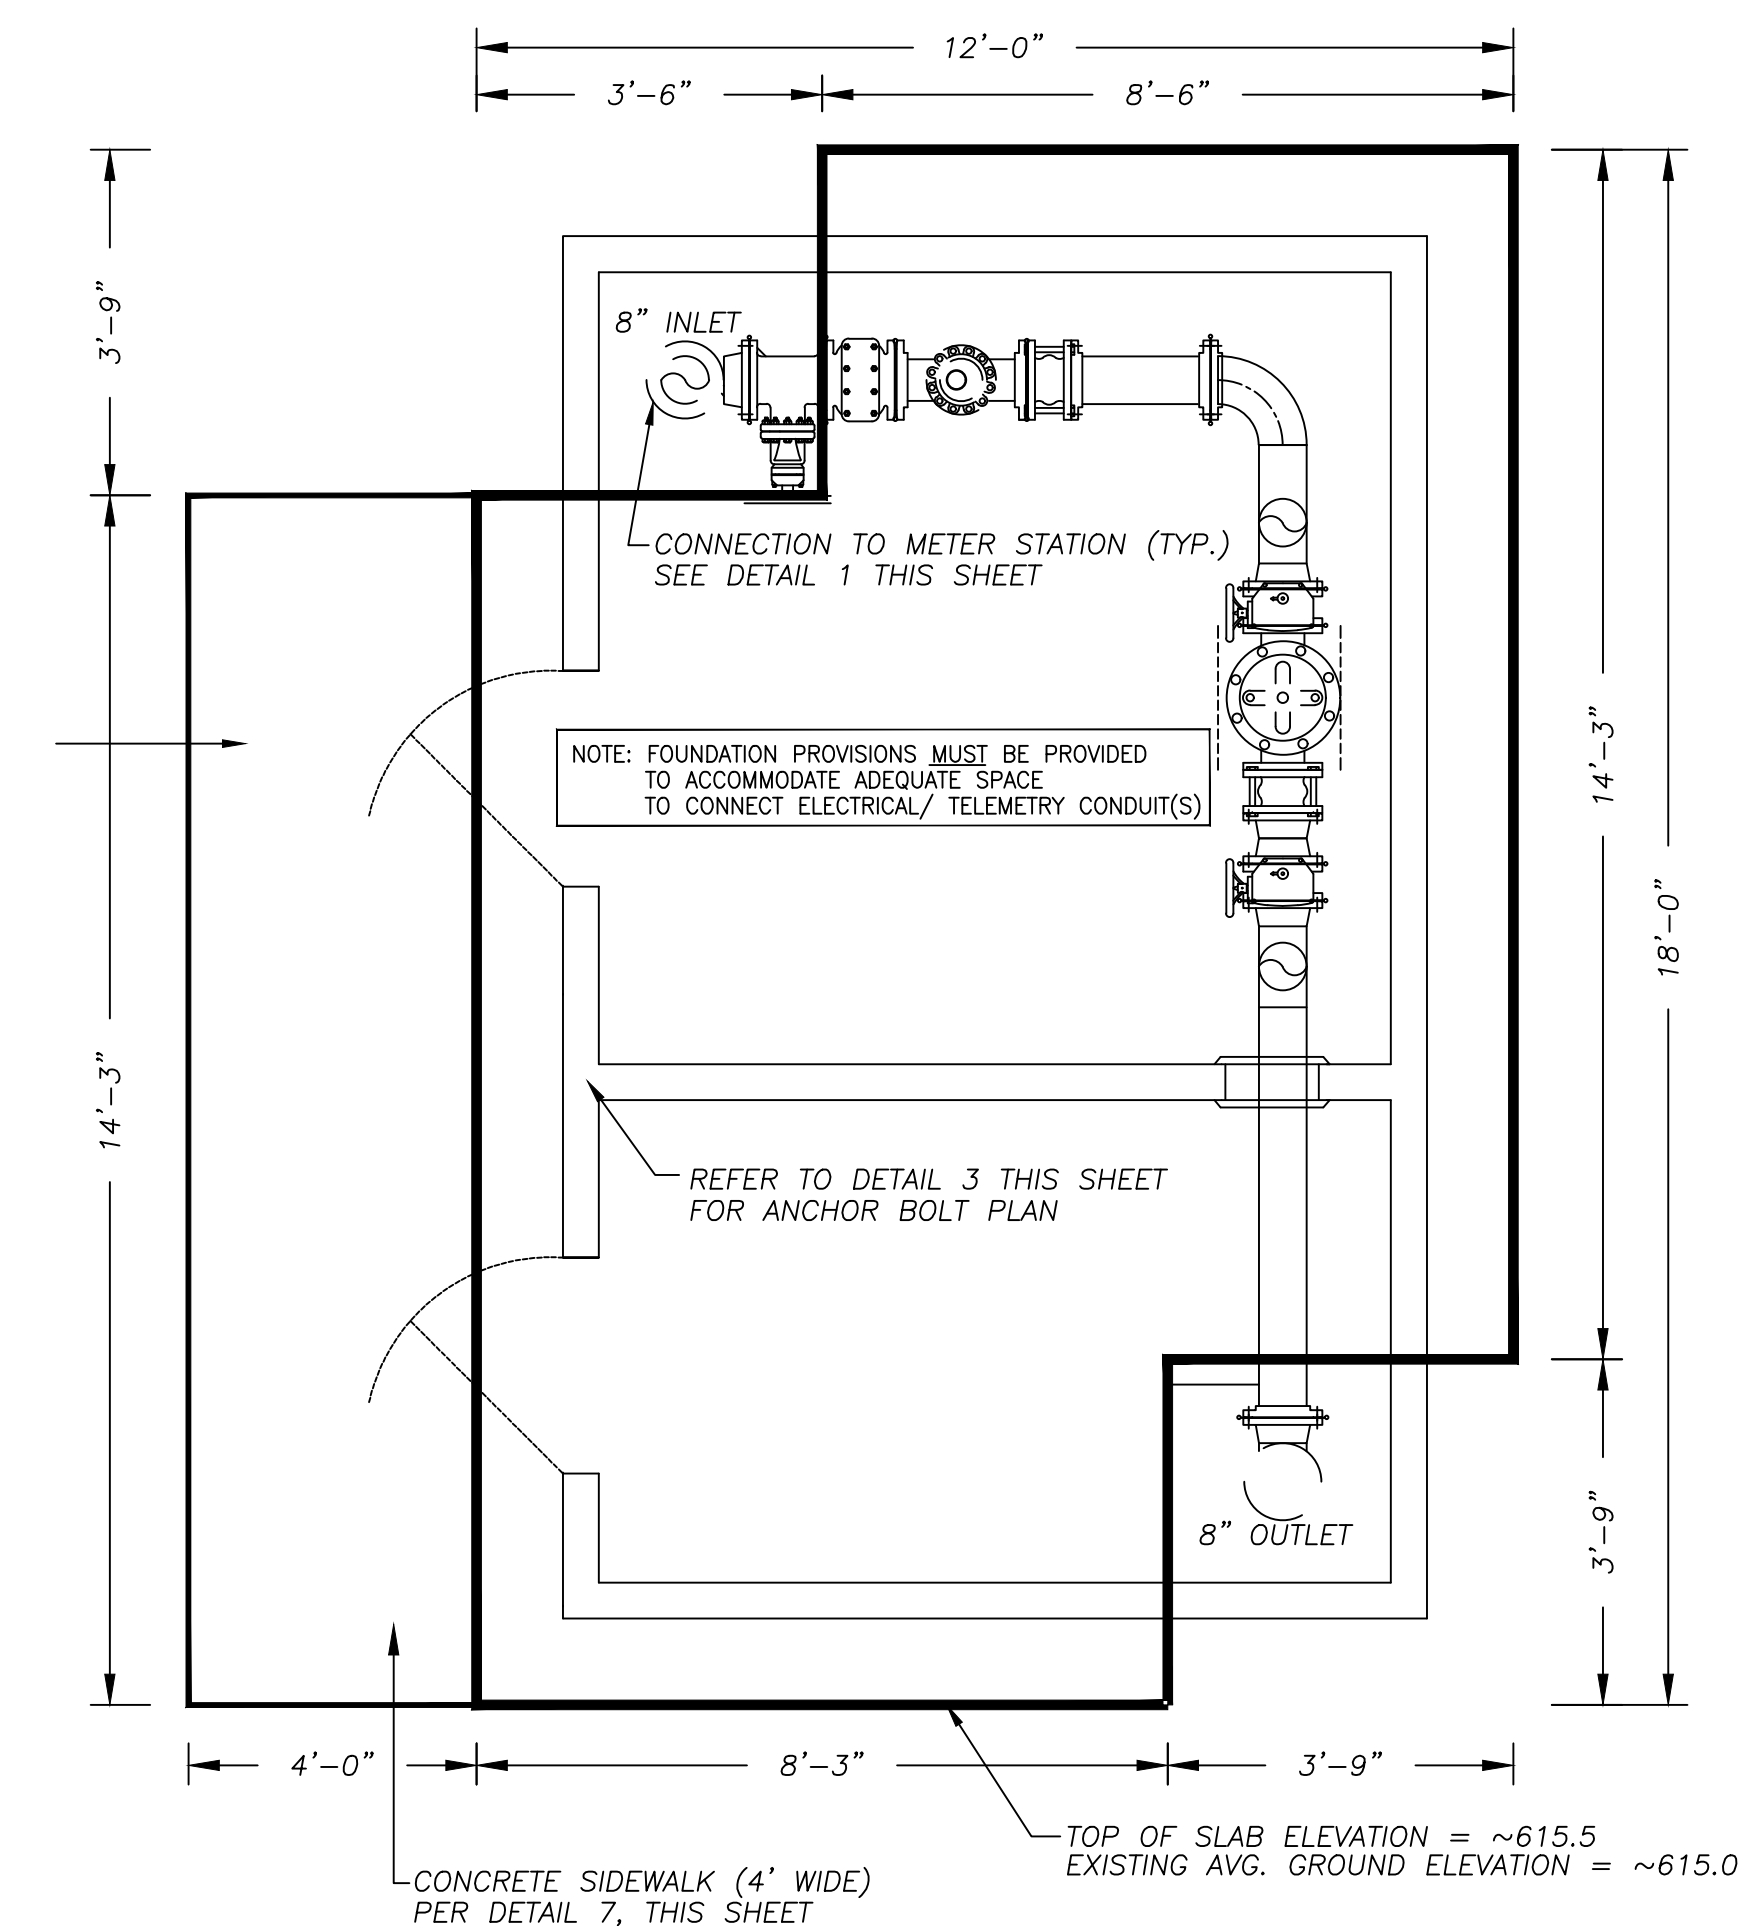 12'-0"
3'-6"
8'-6"
3'-9"
8" INLET
CONNECTION TO METER STATION (TYP.)
SEE DETAIL 1 THIS SHEET
NOTE: FOUNDATION PROVISIONS MUST BE PROVIDED
TO ACCOMMODATE ADEQUATE SPACE
TO CONNECT ELECTRICAL/ TELEMETRY CONDUIT(S)
14'-3"
18'-0"
14'-3"
REFER TO DETAIL 3 THIS SHEET
FOR ANCHOR BOLT PLAN
3'-9"
8" OUTLET
4'-0"
8'-3"
3'-9"
TOP OF SLAB ELEVATION = ~615.5
EXISTING AVG. GROUND ELEVATION = ~615.0
CONCRETE SIDEWALK (4' WIDE)
PER DETAIL 7, THIS SHEET